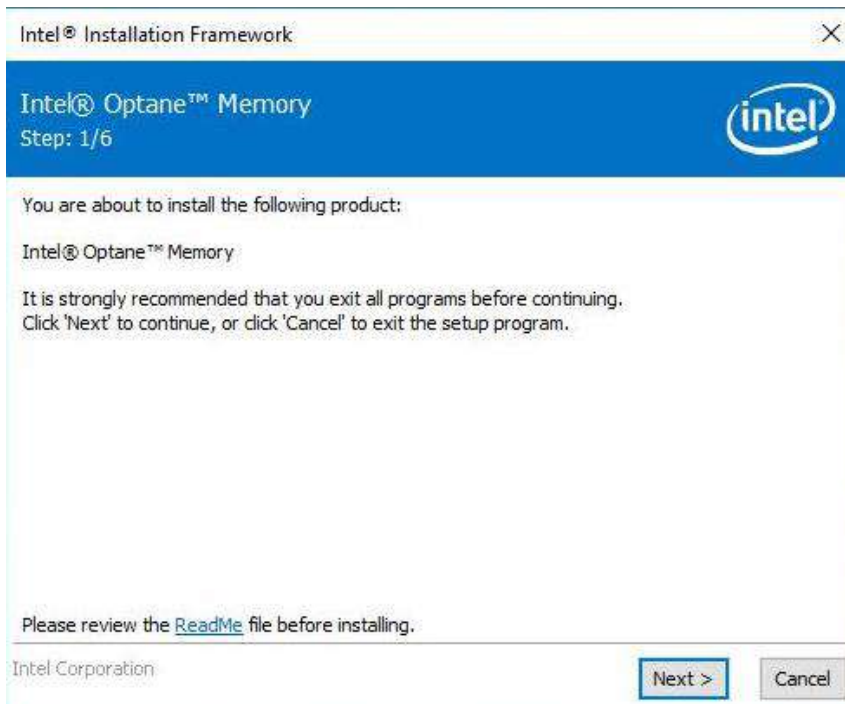 Intel® Installation Framework
Intel® Optane™ Memory
Step: 1/6
intel
You are about to install the following product:
Intel® Optane™ Memory
It is strongly recommended that you exit all programs before continuing.
Click 'Next' to continue, or click 'Cancel' to exit the setup program.
Please review the ReadMe file before installing.
Intel Corporation
Next >
Cancel